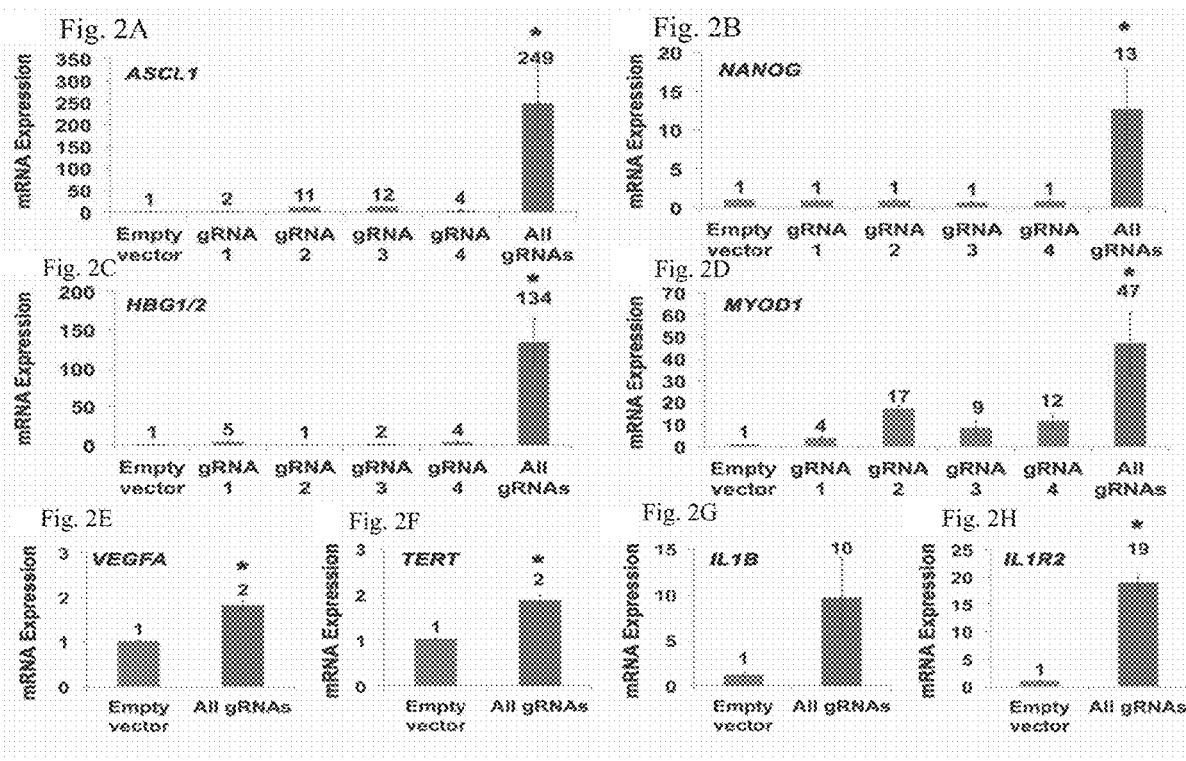 Fig. 2A
*
mRNA Expression
350
300
250
200
150
100
50
0
ASCL1
1
2
11
12
4
249
Empty vector
gRNA 1
gRNA 2
gRNA 3
gRNA 4
All gRNAs
Fig. 2B
*
mRNA Expression
20
15
10
5
0
NANOG
1
1
1
1
1
13
Empty vector
gRNA 1
gRNA 2
gRNA 3
gRNA 4
All gRNAs
Fig. 2C
*
mRNA Expression
200
150
100
50
0
HBG1/2
1
5
1
2
4
134
Empty vector
gRNA 1
gRNA 2
gRNA 3
gRNA 4
All gRNAs
Fig. 2D
*
mRNA Expression
70
60
50
40
30
20
10
0
MYOD1
1
4
17
9
12
47
Empty vector
gRNA 1
gRNA 2
gRNA 3
gRNA 4
All gRNAs
Fig. 2E
mRNA Expression
3
2
1
0
VEGFA
*
1
2
Empty vector
All gRNAs
Fig. 2F
mRNA Expression
3
2
1
0
TERT
*
1
2
Empty vector
All gRNAs
Fig. 2G
mRNA Expression
15
10
5
0
IL1B
1
10
Empty vector
All gRNAs
Fig. 2H
*
mRNA Expression
25
20
15
10
5
0
IL1R2
1
19
Empty vector
All gRNAs